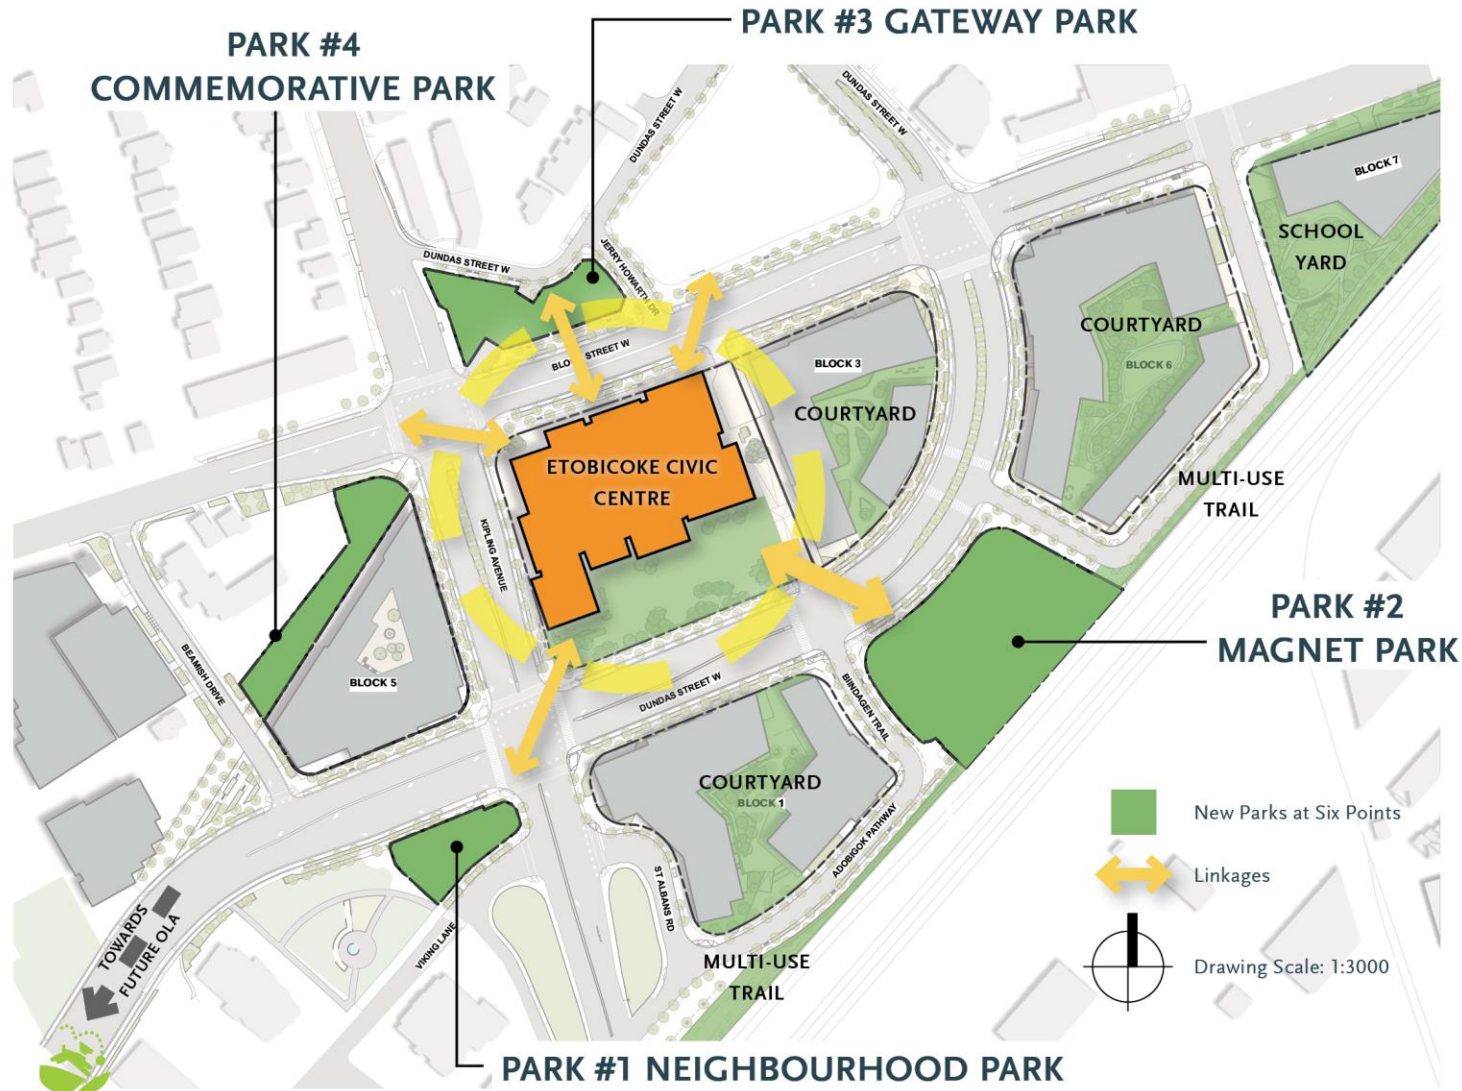 PARK #3 GATEWAY PARK
PARK #4
COMMEMORATIVE PARK
DUNDAS STREET W
DUNDAS STREET W
BLOCK 7
SCHOOL
YARD
DUNDAS STREET W
JERRY HOWARTH DR
COURTYARD
BLOCK 6
BLOOR STREET W
BLOCK 3
COURTYARD
ETOBICOKE CIVIC
CENTRE
MULTI-USE
TRAIL
KIPLING AVENUE
PARK #2
MAGNET PARK
BEAMISH DRIVE
BLOCK 5
DUNDAS STREET W
BIINDAGEN TRAIL
COURTYARD
BLOCK 1
New Parks at Six Points
ADOBIGOK PATHWAY
Linkages
ST ALBANS RD
TOWARDS
FUTURE OLA
VIKING LANE
MULTI-USE
TRAIL
Drawing Scale: 1:3000
PARK #1 NEIGHBOURHOOD PARK